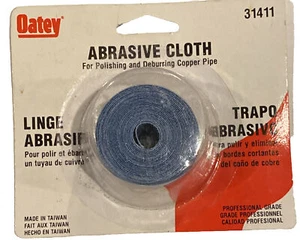 Oatey
31411
ABRASIVE CLOTH
For Polishing and Deburring Copper Pipe
LINGE
ABRASIF
Pour polir et
un tuyau de cuivre
TRAPO
ABRASIVO
bordes cortantes
del caño de cobre
MADE IN TAIWAN
FAIT AUX TAIWAN
HECHO EN TAIWAN
PROFESSIONAL GRADE
GRADE PROFESSIONNEL
CALIDAD PROFESIONAL